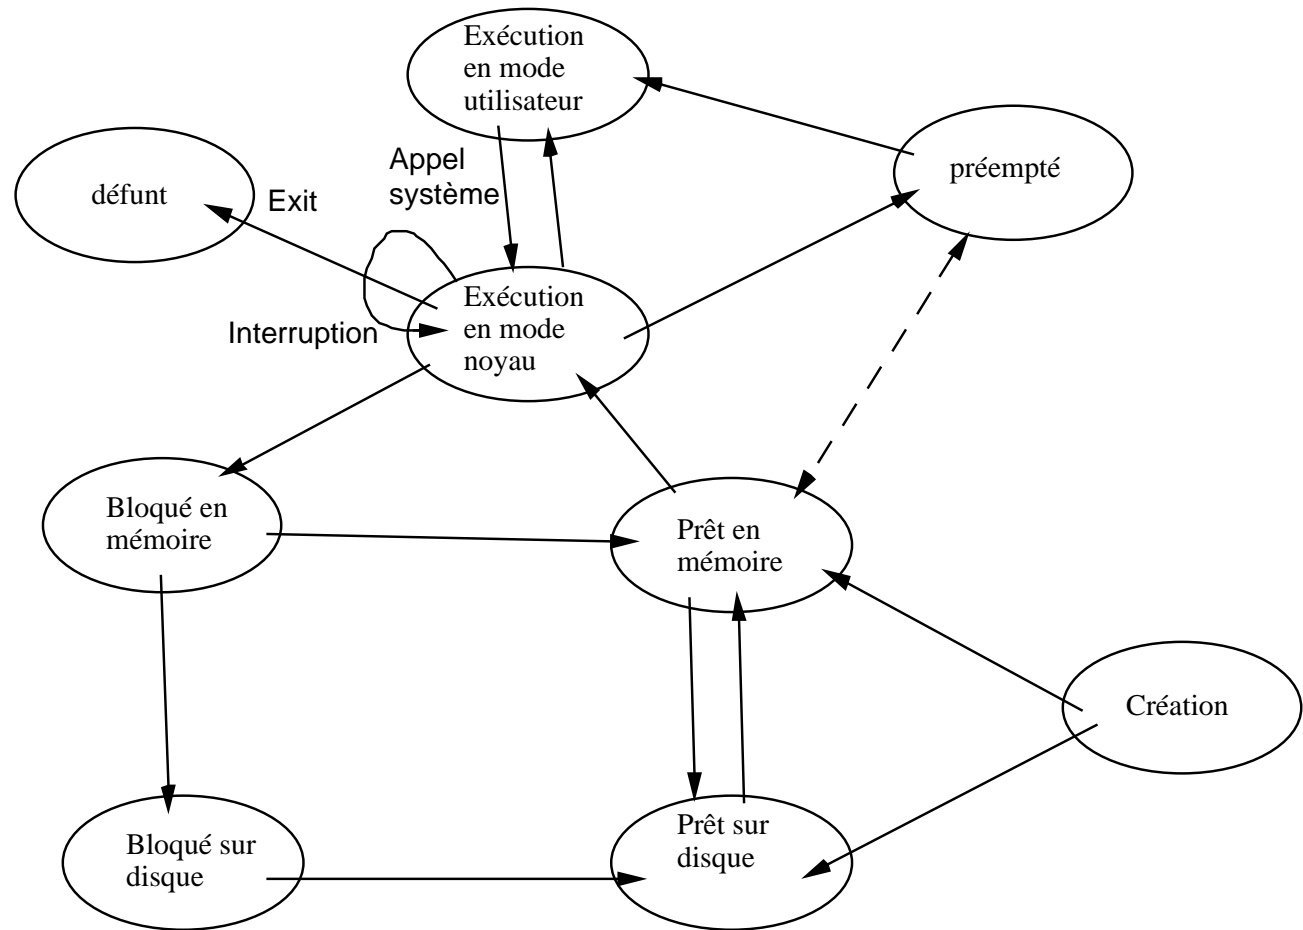 Exécution
en mode
utilisateur
préempté
Appel
système
défunt
Exit
Exécution
en mode
noyau
Interruption
Bloqué en
mémoire
Prêt en
mémoire
Création
Prêt sur
disque
Bloqué sur
disque